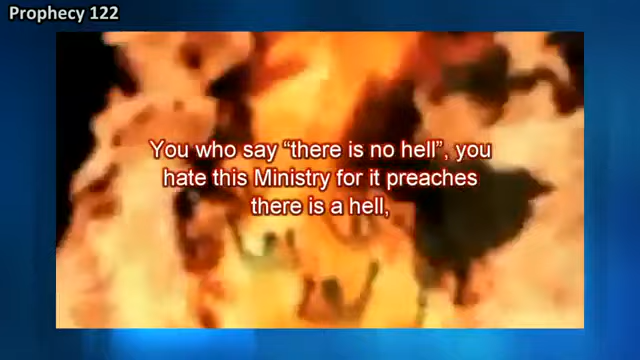 Prophecy 122
You who say “there is no hell”, you
hate this Ministry for it preaches
there is a hell,